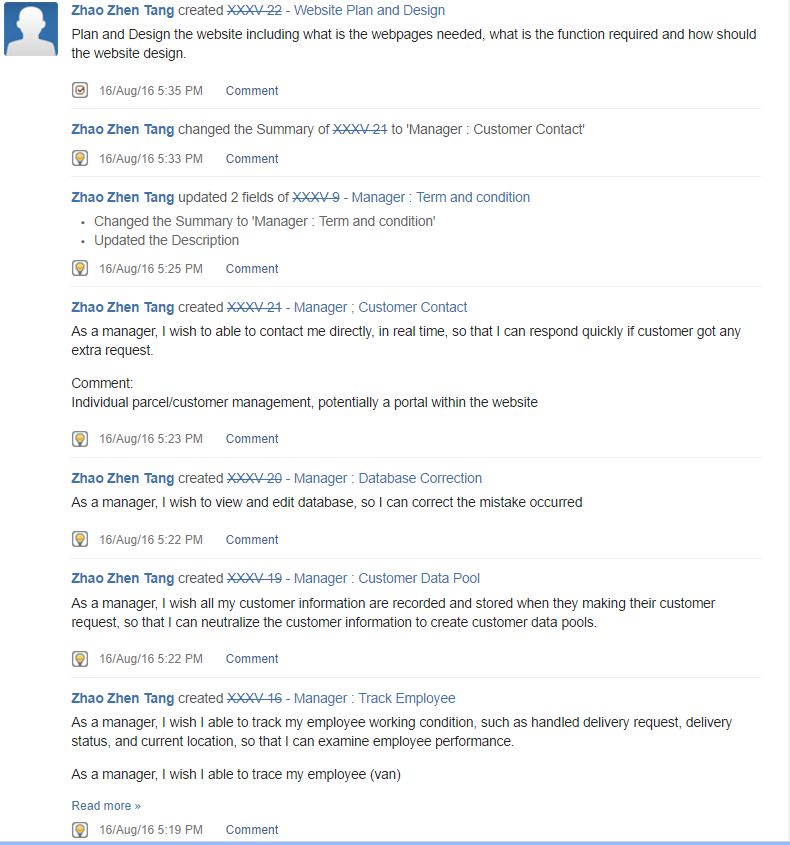 Zhao Zhen Tang created XXXV-22 - Website Plan and Design
Plan and Design the website including what is the webpages needed, what is the function required and how should
the website design.
16/Aug/16 5:35 PM Comment
Zhao Zhen Tang changed the Summary of XXXV-21 to 'Manager : Customer Contact'
16/Aug/16 5:33 PM Comment
Zhao Zhen Tang updated 2 fields of XXXV-9 - Manager : Term and condition
• Changed the Summary to 'Manager : Term and condition'
• Updated the Description
16/Aug/16 5:25 PM Comment
Zhao Zhen Tang created XXXV-21 - Manager ; Customer Contact
As a manager, I wish to able to contact me directly, in real time, so that I can respond quickly if customer got any
extra request.
Comment:
Individual parcel/customer management, potentially a portal within the website
16/Aug/16 5:23 PM Comment
Zhao Zhen Tang created XXXV-20 - Manager : Database Correction
As a manager, I wish to view and edit database, so I can correct the mistake occurred
16/Aug/16 5:22 PM Comment
Zhao Zhen Tang created XXXV-19 - Manager : Customer Data Pool
As a manager, I wish all my customer information are recorded and stored when they making their customer
request, so that I can neutralize the customer information to create customer data pools.
16/Aug/16 5:22 PM Comment
Zhao Zhen Tang created XXXV-16 - Manager : Track Employee
As a manager, I wish I able to track my employee working condition, such as handled delivery request, delivery
status, and current location, so that I can examine employee performance.
As a manager, I wish I able to trace my employee (van)
Read more »
16/Aug/16 5:19 PM Comment